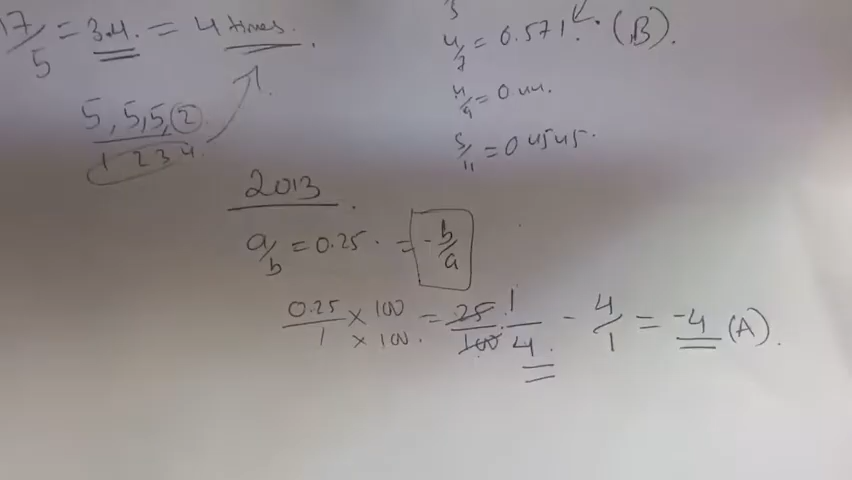 17/5 = 3.4. = 4 times.
5, 5, 5, 2
1 2 3 4
4/7 = 0.571. (B).
4/9 = 0.44.
5/11 = 0.4545.
2013
a/b = 0.25. = -b/a
0.25/1 × 100/× 100. = 25/100. 1/4. - 4/1 = -4 (A).